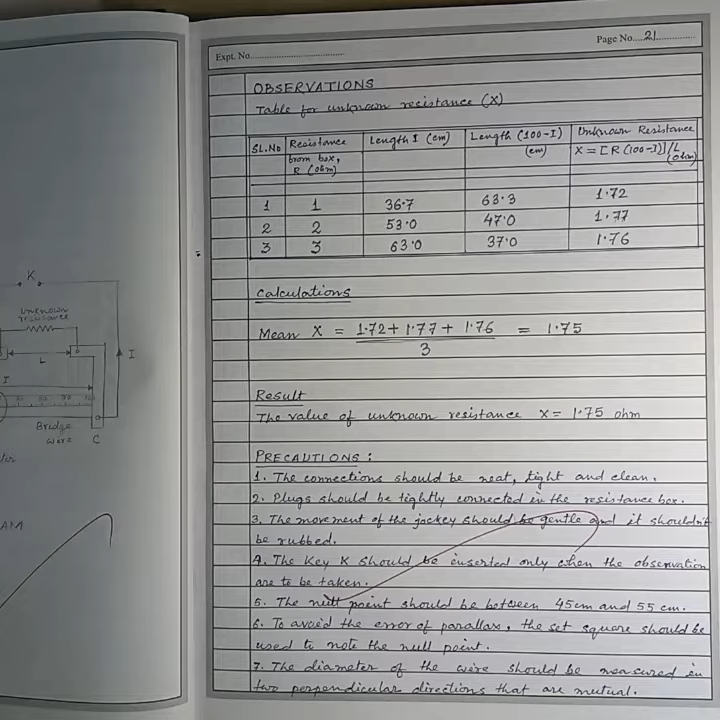 K
Unknown
resistance
L
I
I
Bridge
wire
C
AM
Expt. No.
Page No. 21
OBSERVATIONS
Table for unknown resistance (X)
SL.No Resistance from box, R (ohm) Length I (cm) Length (100-I) (cm) Unknown Resistance X = [R (100-I)]/L (ohm)
1 1 36.7 63.3 1.72
2 2 53.0 47.0 1.77
3 3 63.0 37.0 1.76
Calculations
Mean X = 1.72 + 1.77 + 1.76 / 3 = 1.75
Result
The value of unknown resistance X = 1.75 ohm
PRECAUTIONS :
1. The connections should be neat, tight and clean.
2. Plugs should be tightly connected in the resistance box.
3. The movement of the jockey should be gentle and it shouldn't
be rubbed.
4. The Key K should be inserted only when the observation
are to be taken.
5. The null point should be between 45cm and 55 cm.
6. To avoid the error of parallax, the set square should be
used to note the null point.
7. The diameter of the wire should be measured in
two perpendicular directions that are mutual.